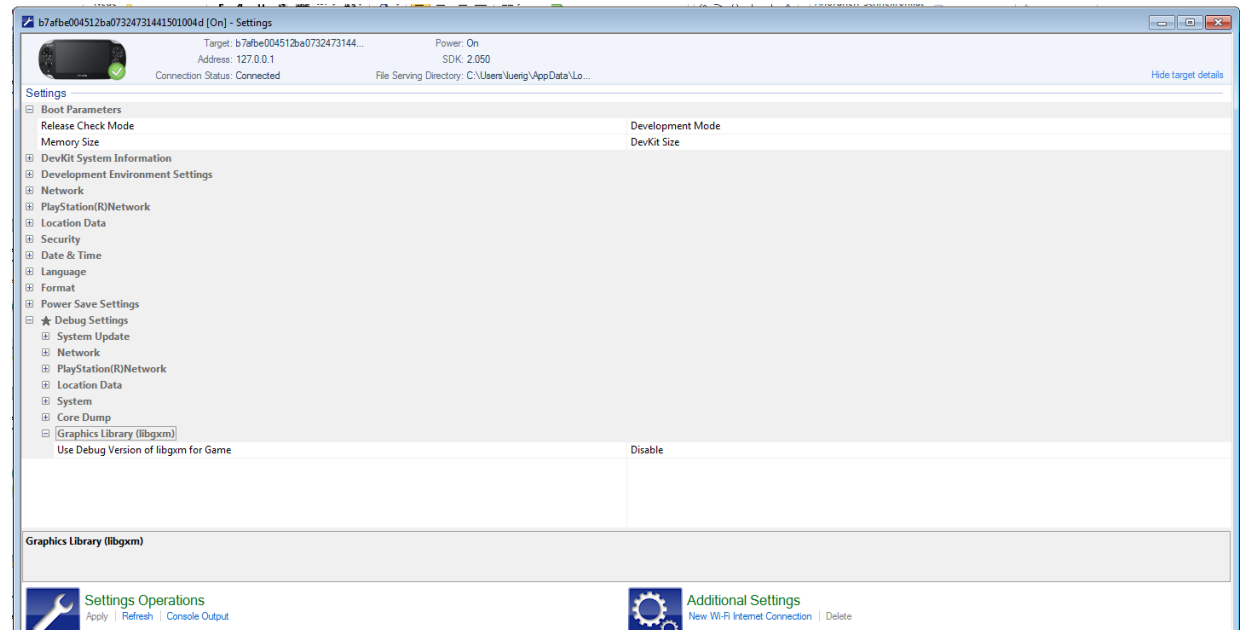 b7afbe004512ba07324731441501004d [On] - Settings
Target: b7afbe004512ba0732473144... Power: On
Address: 127.0.0.1 SDK: 2.050
Connection Status: Connected File Serving Directory: C:\Users\luerig\AppData\Lo... Hide target details
Settings
Boot Parameters
Release Check Mode Development Mode
Memory Size DevKit Size
DevKit System Information
Development Environment Settings
Network
PlayStation(R)Network
Location Data
Security
Date & Time
Language
Format
Power Save Settings
Debug Settings
System Update
Network
PlayStation(R)Network
Location Data
System
Core Dump
Graphics Library (libgxm)
Use Debug Version of libgxm for Game Disable
Graphics Library (libgxm)
Settings Operations Additional Settings
Apply | Refresh | Console Output New Wi-Fi Internet Connection | Delete